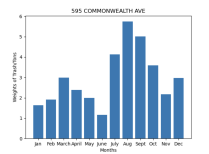 595 COMMONWEALTH AVE
6
5
4
3
2
1
0
Weights of Trash/Tons
Jan Feb March April May June July Aug Sept Oct Nov Dec
Months